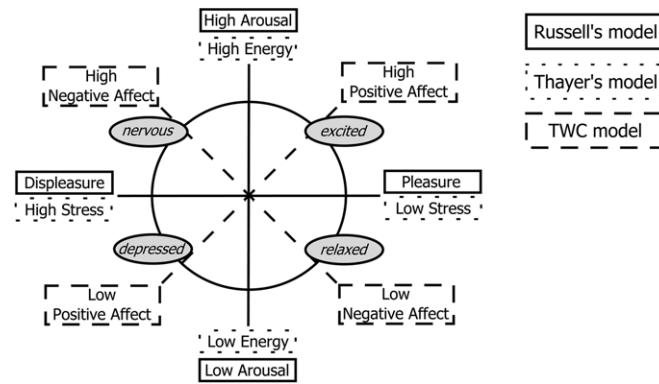 High Arousal
High Energy
High
Negative Affect
High
Positive Affect
nervous
excited
Displeasure
High Stress
Pleasure
Low Stress
depressed
relaxed
Low
Positive Affect
Low
Negative Affect
Low Energy
Low Arousal
Russell's model
Thayer's model
TWC model